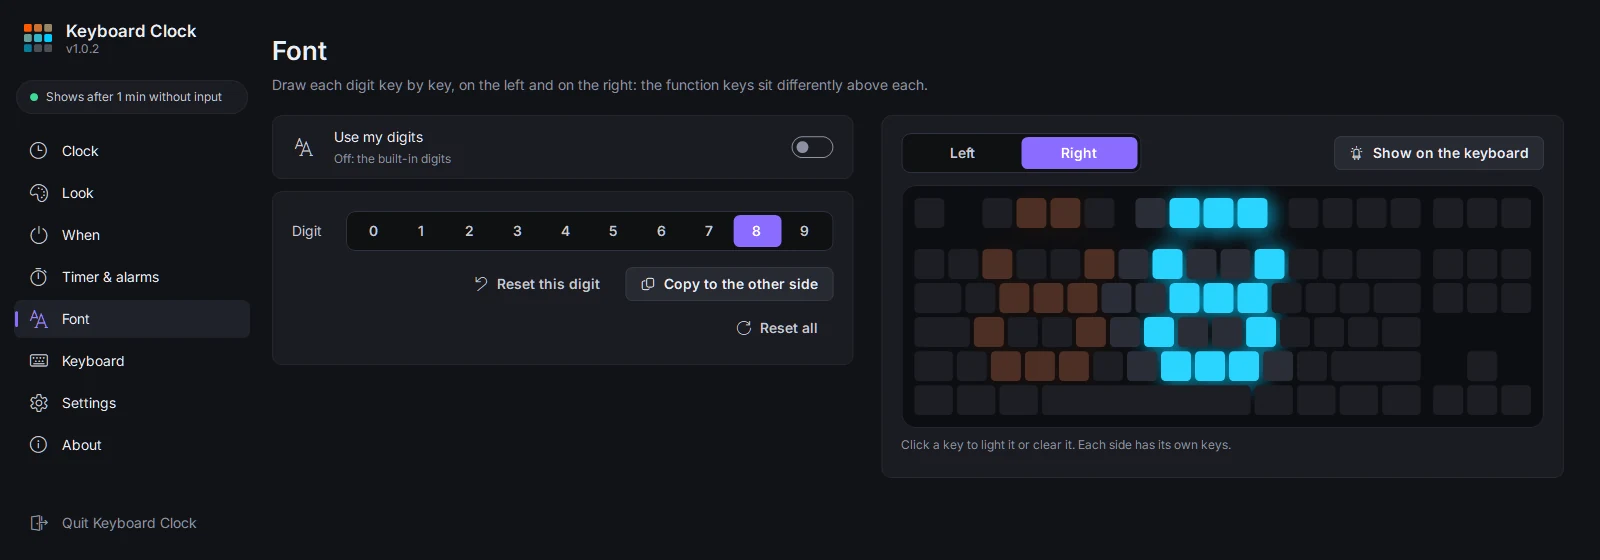 Keyboard Clock
v1.0.2
Shows after 1 min without input
Clock
Look
When
Timer & alarms
Font
Keyboard
Settings
About
Quit Keyboard Clock
Font
Draw each digit key by key, on the left and on the right: the function keys sit differently above each.
Use my digits
Off: the built-in digits
Digit 0 1 2 3 4 5 6 7 8 9
Reset this digit Copy to the other side
Reset all
Left Right Show on the keyboard
Click a key to light it or clear it. Each side has its own keys.